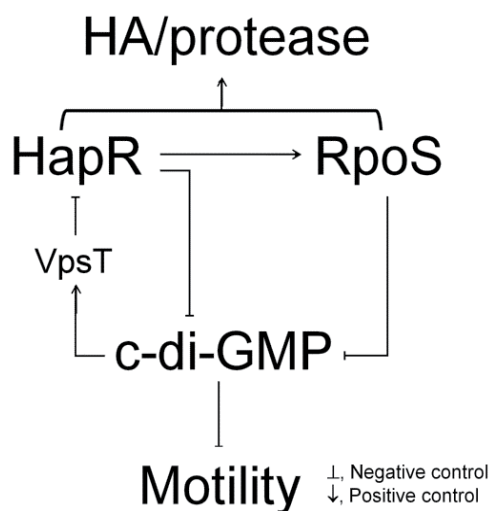 HA/protease
HapR
RpoS
VpsT
c-di-GMP
Motility
⊥, Negative control
↓, Positive control